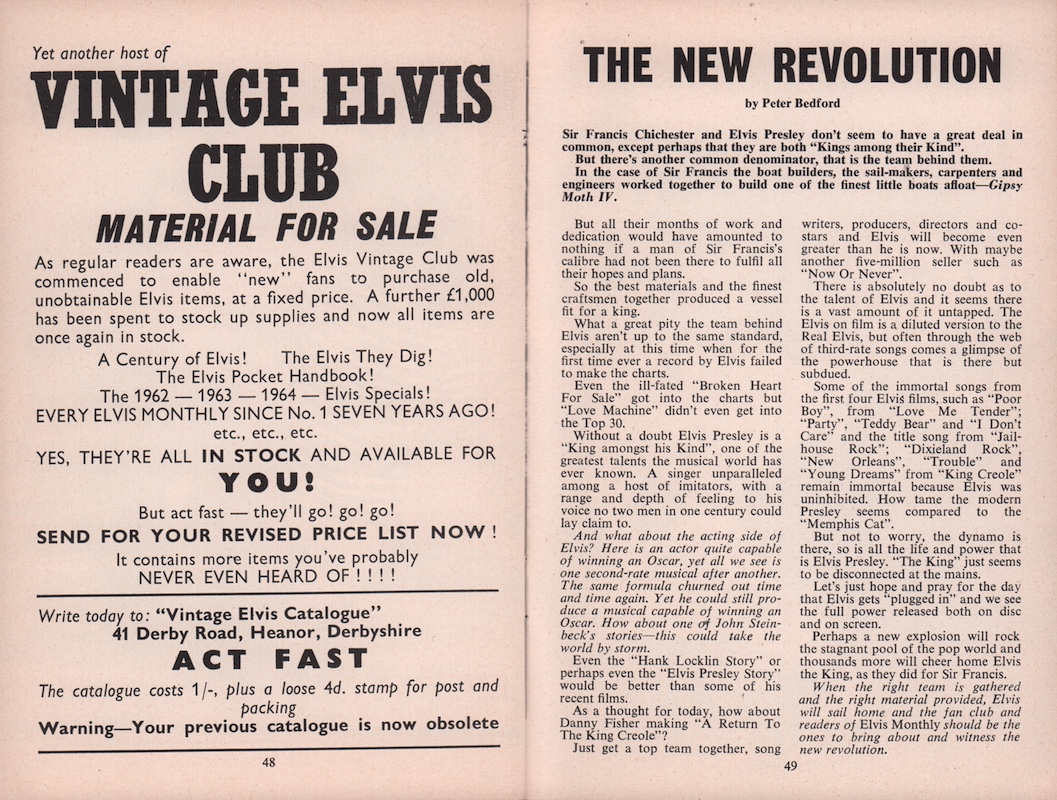 Yet another host of
VINTAGE ELVIS
CLUB
MATERIAL FOR SALE
As regular readers are aware, the Elvis Vintage Club was
commenced to enable “new” fans to purchase old,
unobtainable Elvis items, at a fixed price. A further £1,000
has been spent to stock up supplies and now all items are
once again in stock.
A Century of Elvis! The Elvis They Dig!
The Elvis Pocket Handbook!
The 1962 — 1963 — 1964 — Elvis Specials!
EVERY ELVIS MONTHLY SINCE No. 1 SEVEN YEARS AGO!
etc., etc., etc.
YES, THEY’RE ALL IN STOCK AND AVAILABLE FOR
YOU!
But act fast — they’ll go! go! go!
SEND FOR YOUR REVISED PRICE LIST NOW !
It contains more items you’ve probably
NEVER EVEN HEARD OF ! ! ! !
Write today to: “Vintage Elvis Catalogue”
41 Derby Road, Heanor, Derbyshire
ACT FAST
The catalogue costs 1/-, plus a loose 4d. stamp for post and
packing
Warning—Your previous catalogue is now obsolete
48
THE NEW REVOLUTION
by Peter Bedford
Sir Francis Chichester and Elvis Presley don’t seem to have a great deal in
common, except perhaps that they are both “Kings among their Kind”.
But there’s another common denominator, that is the team behind them.
In the case of Sir Francis the boat builders, the sail-makers, carpenters and
engineers worked together to build one of the finest little boats afloat—Gipsy
Moth IV.
But all their months of work and
dedication would have amounted to
nothing if a man of Sir Francis’s
calibre had not been there to fulfil all
their hopes and plans.
So the best materials and the finest
craftsmen together produced a vessel
fit for a king.
What a great pity the team behind
Elvis aren’t up to the same standard,
especially at this time when for the
first time ever a record by Elvis failed
to make the charts.
Even the ill-fated “Broken Heart
For Sale” got into the charts but
“Love Machine” didn’t even get into
the Top 30.
Without a doubt Elvis Presley is a
“King amongst his Kind”, one of the
greatest talents the musical world has
ever known. A singer unparalleled
among a host of imitators, with a
range and depth of feeling to his
voice no two men in one century could
lay claim to.
And what about the acting side of
Elvis? Here is an actor quite capable
of winning an Oscar, yet all we see is
one second-rate musical after another.
The same formula churned out time
and time again. Yet he could still pro-
duce a musical capable of winning an
Oscar. How about one of John Stein-
beck’s stories—this could take the
world by storm.
Even the “Hank Locklin Story” or
perhaps even the “Elvis Presley Story”
would be better than some of his
recent films.
As a thought for today, how about
Danny Fisher making “A Return To
The King Creole”?
Just get a top team together, song
writers, producers, directors and co-
stars and Elvis will become even
greater than he is now. With maybe
another five-million seller such as
“Now Or Never”.
There is absolutely no doubt as to
the talent of Elvis and it seems there
is a vast amount of it untapped. The
Elvis on film is a diluted version to the
Real Elvis, but often through the web
of third-rate songs comes a glimpse of
the powerhouse that is there but
subdued.
Some of the immortal songs from
the first four Elvis films, such as “Poor
Boy”, from “Love Me Tender”;
“Party”, “Teddy Bear” and “I Don’t
Care” and the title song from “Jail-
house Rock”; “Dixieland Rock”,
“New Orleans”, “Trouble” and
“Young Dreams” from “King Creole”
remain immortal because Elvis was
uninhibited. How tame the modern
Presley seems compared to the
“Memphis Cat”.
But not to worry, the dynamo is
there, so is all the life and power that
is Elvis Presley. “The King” just seems
to be disconnected at the mains.
Let’s just hope and pray for the day
that Elvis gets “plugged in” and we see
the full power released both on disc
and on screen.
Perhaps a new explosion will rock
the stagnant pool of the pop world and
thousands more will cheer home Elvis
the King, as they did for Sir Francis.
When the right team is gathered
and the right material provided, Elvis
will sail home and the fan club and
readers of Elvis Monthly should be the
ones to bring about and witness the
new revolution.
49